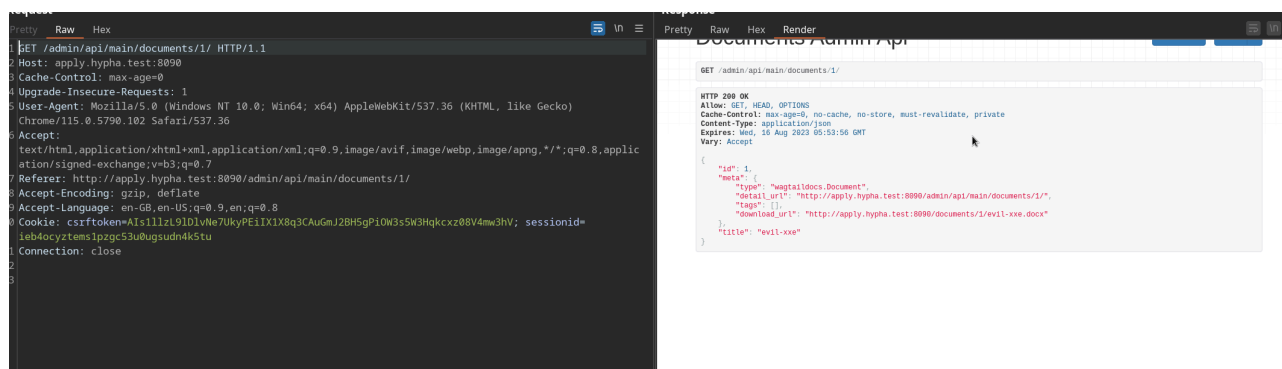 Request
Pretty Raw Hex
\n
1 GET /admin/api/main/documents/1/ HTTP/1.1
2 Host: apply.hypha.test:8090
3 Cache-Control: max-age=0
4 Upgrade-Insecure-Requests: 1
5 User-Agent: Mozilla/5.0 (Windows NT 10.0; Win64; x64) AppleWebKit/537.36 (KHTML, like Gecko)
Chrome/115.0.5790.102 Safari/537.36
6 Accept:
text/html,application/xhtml+xml,application/xml;q=0.9,image/avif,image/webp,image/apng,*/*;q=0.8,applic
ation/signed-exchange;v=b3;q=0.7
7 Referer: http://apply.hypha.test:8090/admin/api/main/documents/1/
8 Accept-Encoding: gzip, deflate
9 Accept-Language: en-GB,en-US;q=0.9,en;q=0.8
0 Cookie: csrftoken=AIs1llzL9lDlvNe7UkyPEiIX1X8q3CAuGmJ2BH5gPiOW3s5W3Hqkcxz08V4mw3hV; sessionid=
ieb4ocyztems1pzgc53u0ugsudn4k5tu
1 Connection: close
2
3
Response
Pretty Raw Hex Render
\n
Documents Admin Api
GET /admin/api/main/documents/1/
HTTP 200 OK
Allow: GET, HEAD, OPTIONS
Cache-Control: max-age=0, no-cache, no-store, must-revalidate, private
Content-Type: application/json
Expires: Wed, 16 Aug 2023 05:53:56 GMT
Vary: Accept
{
"id": 1,
"meta": {
"type": "wagtaildocs.Document",
"detail_url": "http://apply.hypha.test:8090/admin/api/main/documents/1/",
"tags": [],
"download_url": "http://apply.hypha.test:8090/documents/1/evil-xxe.docx"
},
"title": "evil-xxe"
}